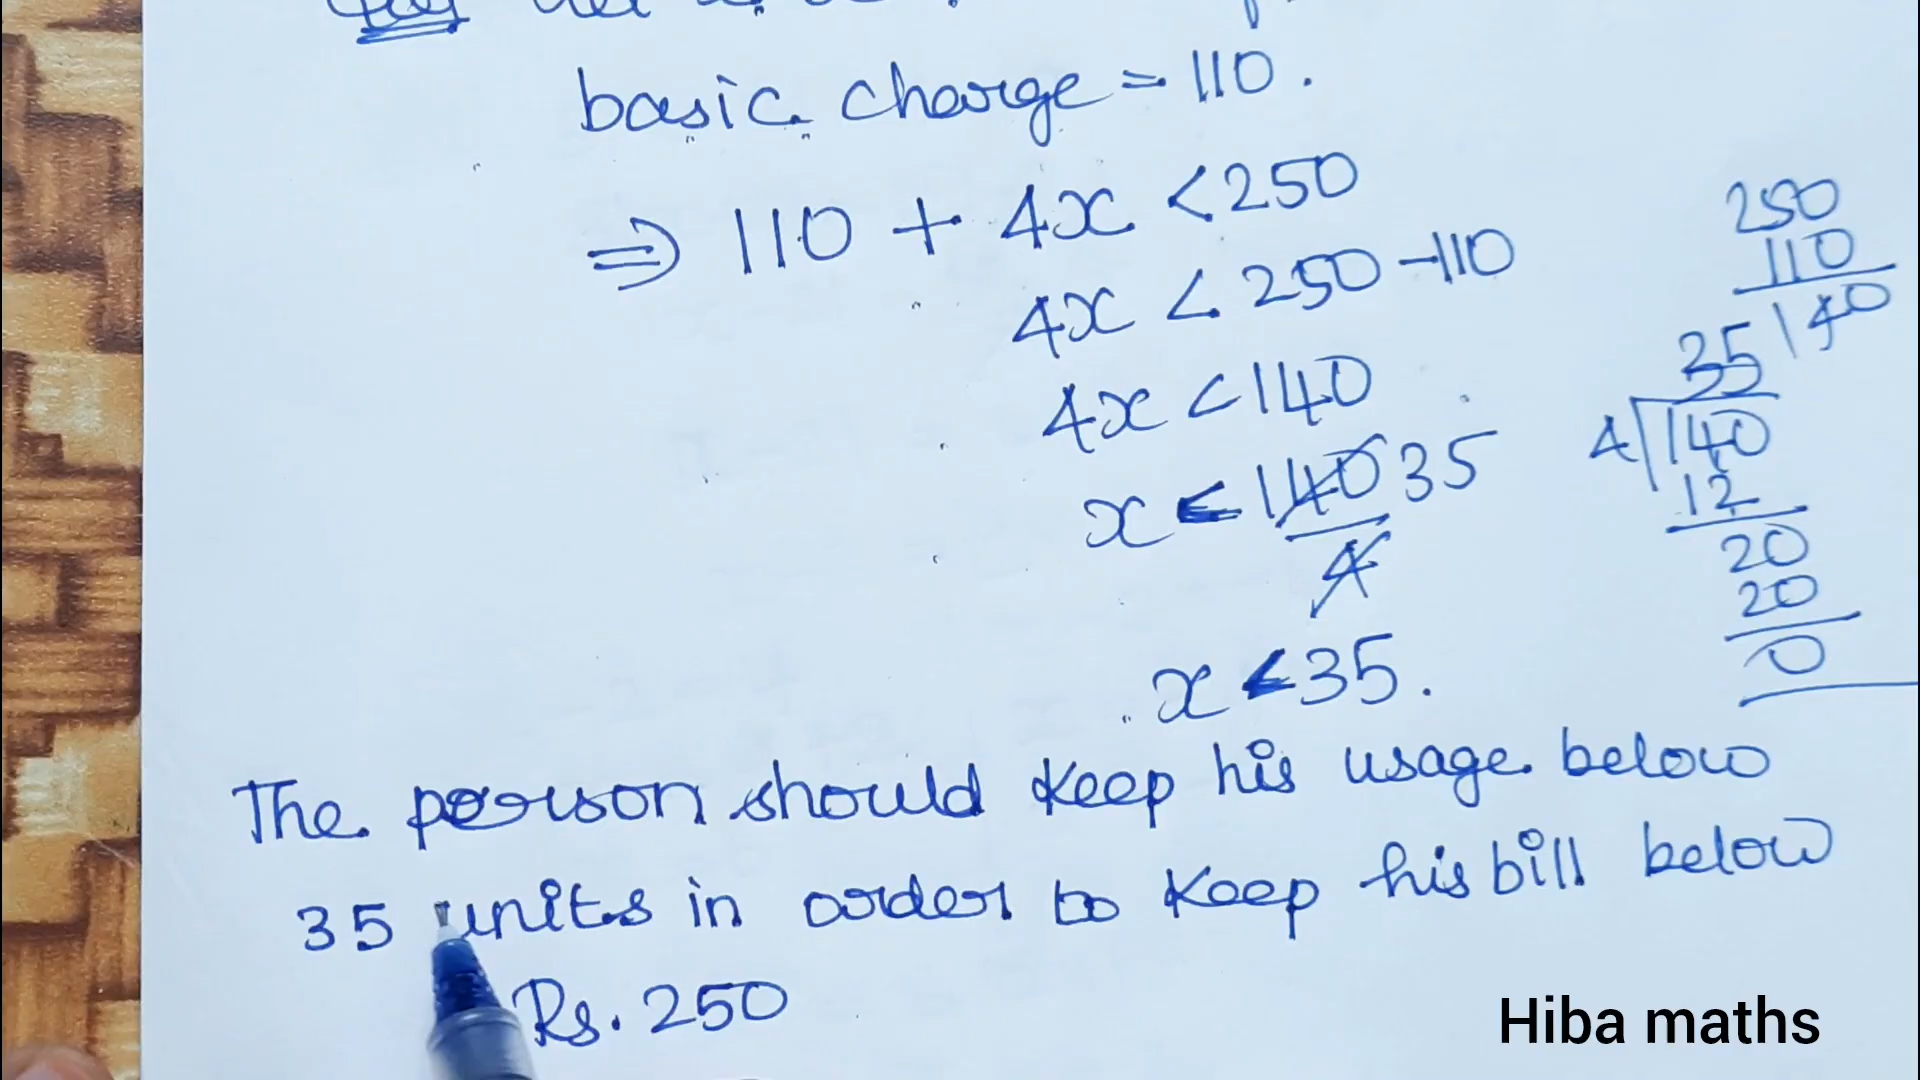 basic charge = 110.
⇒ 110 + 4x < 250
4x < 250 - 110
4x < 140
x < 140/4 35
x < 35.
250
110
140
35
4 140
12
20
20
0
The person should keep his usage below
35 units in order to keep his bill below
Rs. 250
Hiba maths